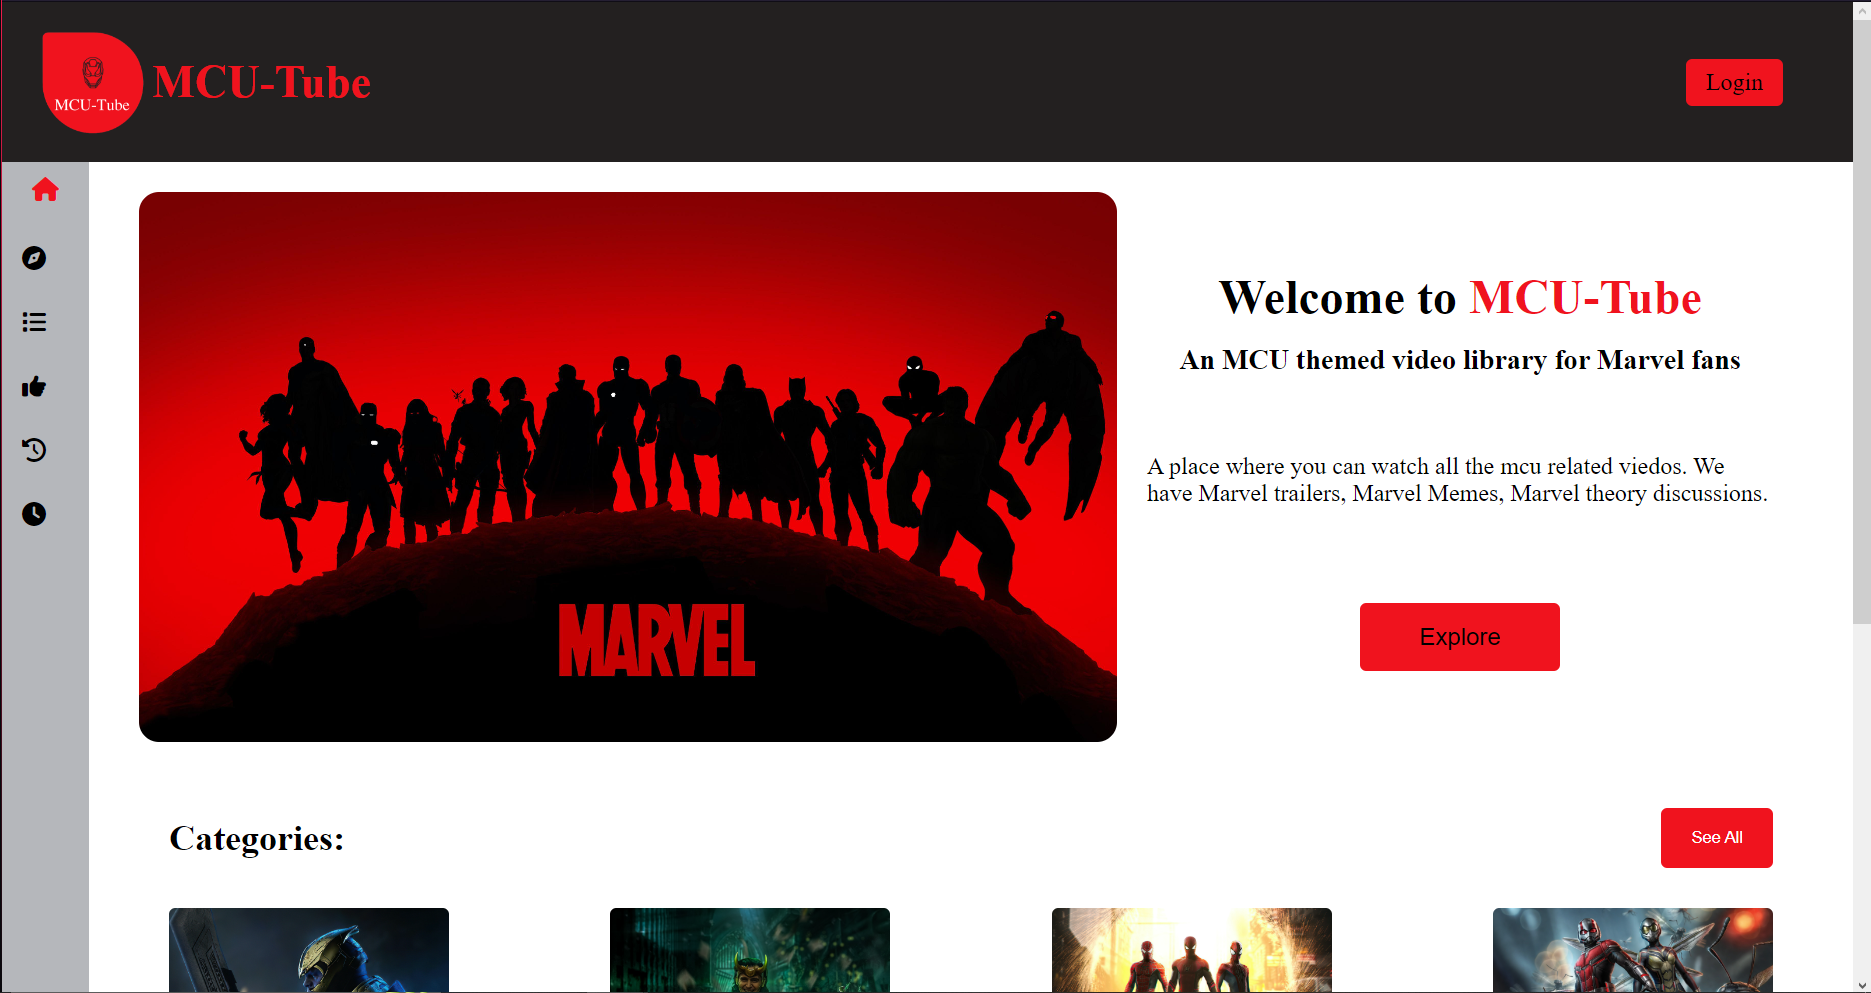 MCU-Tube
MCU-Tube
Login
Welcome to MCU-Tube
An MCU themed video library for Marvel fans
A place where you can watch all the mcu related viedos. We
have Marvel trailers, Marvel Memes, Marvel theory discussions.
MARVEL
Explore
Categories:
See All